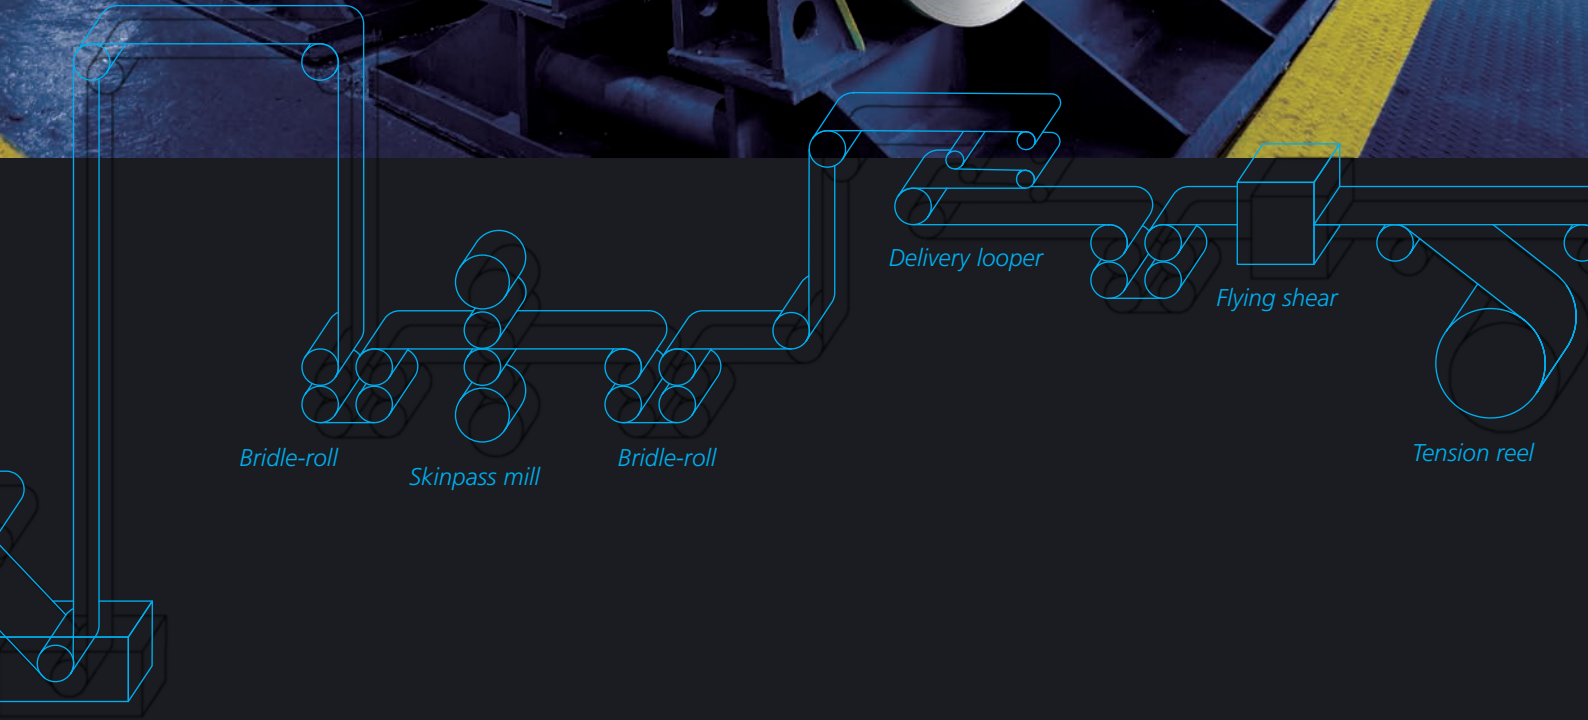 Delivery looper
Flying shear
Bridle-roll
Skinpass mill
Bridle-roll
Tension reel